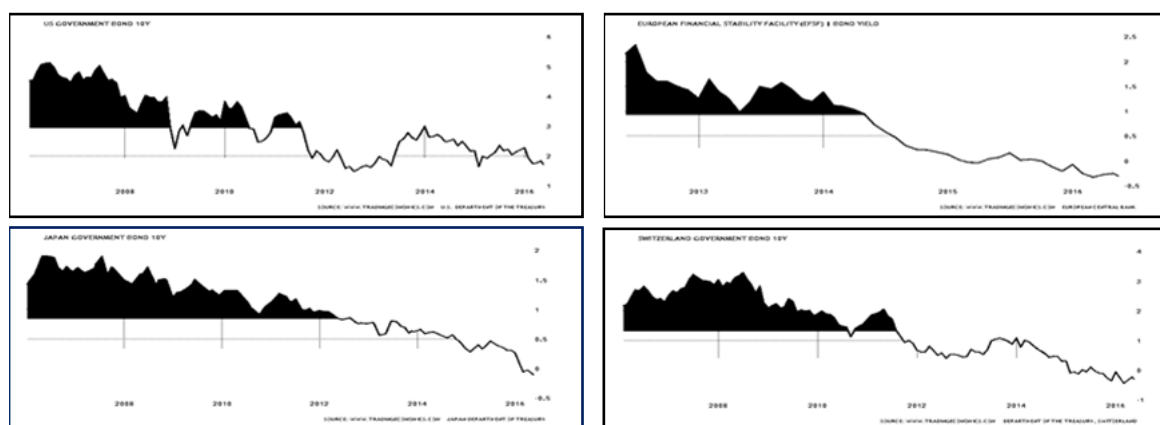 US GOVERNMENT BOND 10Y
6
5
4
3
2
1
2008 2010 2012 2014 2016
SOURCE: WWW.TRADINGECONOMICS.COM U.S. DEPARTMENT OF THE TREASURY
EUROPEAN FINANCIAL STABILITY FACILITY (EFSF) BOND YIELD
2.5
2
1.5
1
0.5
0
-0.5
2013 2014 2015 2016
SOURCE: WWW.TRADINGECONOMICS.COM EUROPEAN CENTRAL BANK
JAPAN GOVERNMENT BOND 10Y
2
1.5
1
0.5
0
-0.5
2008 2010 2012 2014 2016
SOURCE: WWW.TRADINGECONOMICS.COM JAPAN DEPARTMENT OF TREASURY
SWITZERLAND GOVERNMENT BOND 10Y
4
3
2
1
0
-1
2008 2010 2012 2014 2016
SOURCE: WWW.TRADINGECONOMICS.COM DEPARTMENT OF THE TREASURY, SWITZERLAND